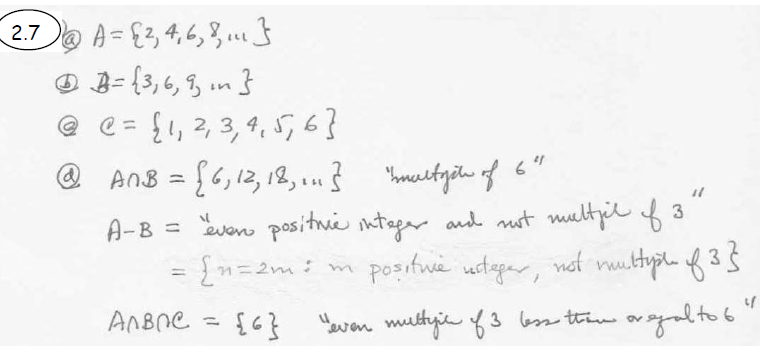 2.7 ⓐ A = {2, 4, 6, 8, ...}
ⓑ B = {3, 6, 9, ...}
ⓒ C = {1, 2, 3, 4, 5, 6}
ⓓ A∩B = {6, 12, 18, ...} "multiple of 6"
A-B = "even positive integer and not multiple of 3"
= {n=2m : m positive integer, not multiple of 3}
A∩B∩C = {6} "even multiple of 3 less than or equal to 6"